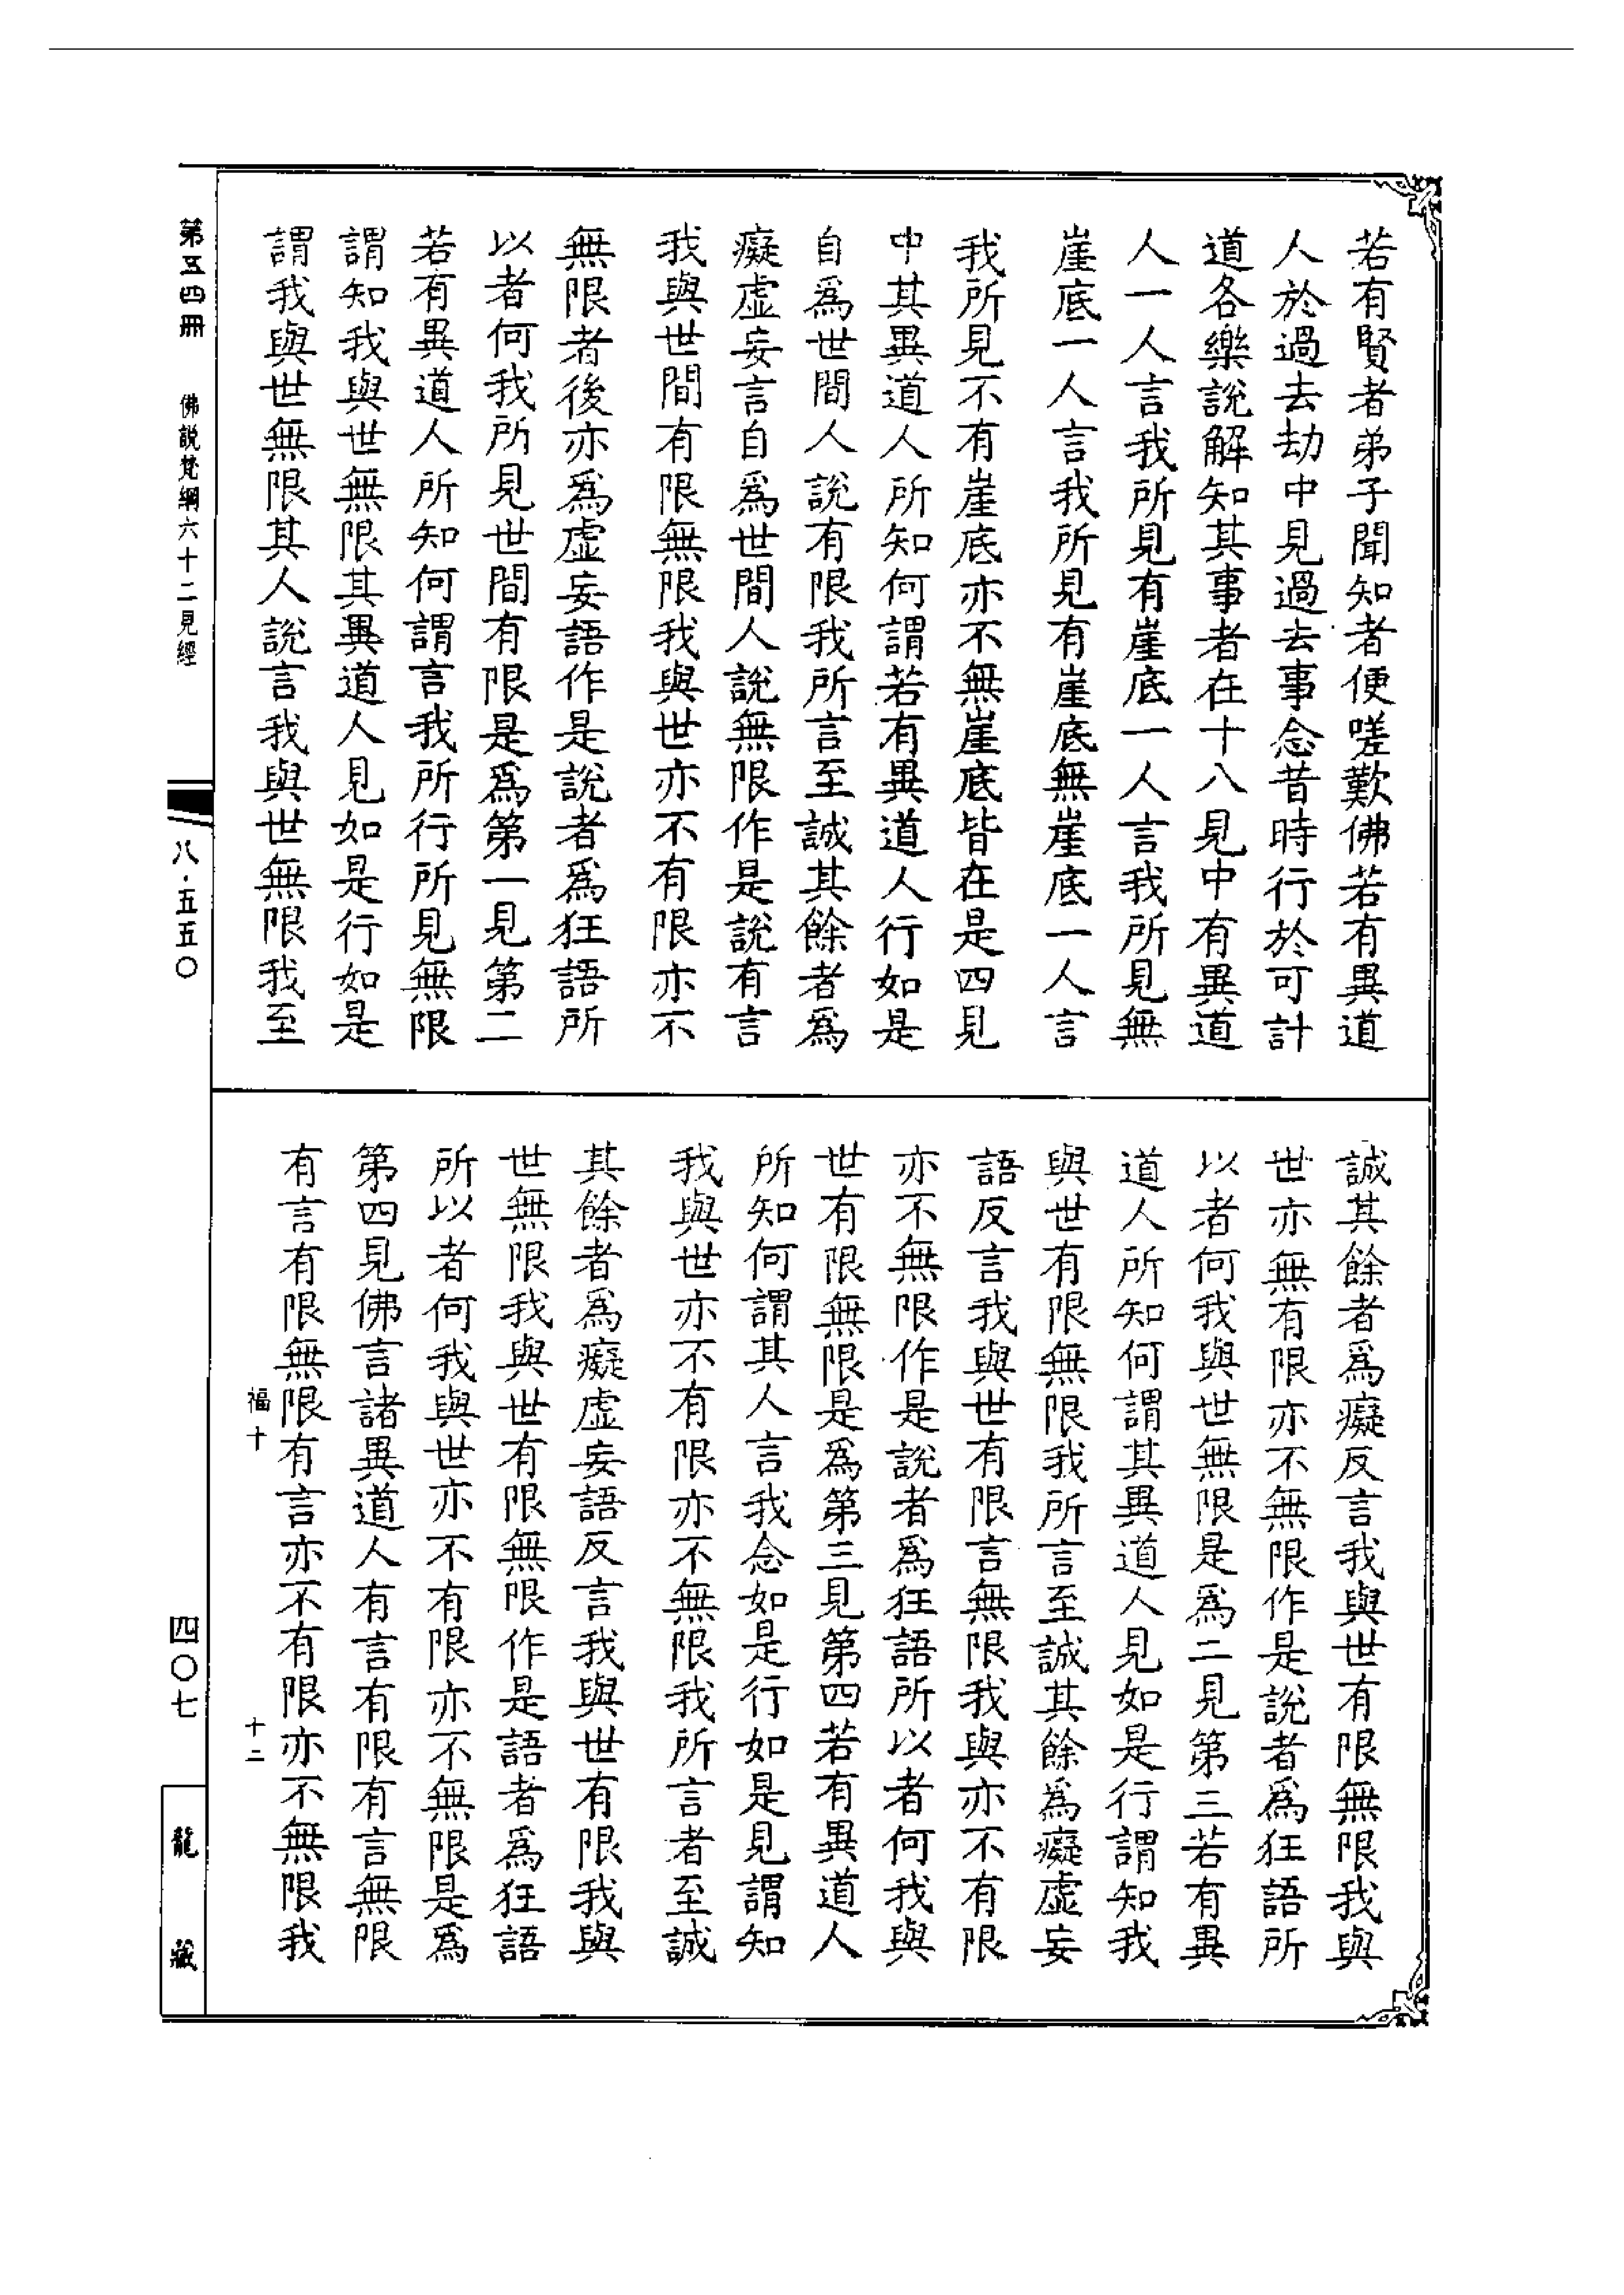 若有賢者弟子聞知者便嗟歎佛若有異道
人於過去劫中見過去事念昔時行於可計
道各樂說解知其事者在十八見中有異道
人一人言我所見有崖底一人言我所見無
崖底一人言我所見有崖底無崖底一人言
我所見不有崖底亦不無崖底皆在是四見
中其異道人所知何謂若有異道人行如是
自為世間人說有限我所言至誠其餘者為
癡虛妄言自為世間人說無限作是說有言
我與世間有限無限我與世亦不有限亦不
無限者後亦為虛妄語作是說者為狂語所
以者何我所見世間有限是為第一見第二
若有異道人所知何謂言我所行所見無限
謂知我與世無限其異道人見如是行如是
謂我與世無限其人說言我與世無限我至
誠其餘者為癡反言我與世有限無限我與
世亦無有限亦不無限作是說者為狂語所
以者何我與世無限是為二見第三若有異
道人所知何謂其異道人見如是行謂知我
與世有限無限我所言至誠其餘為癡虛妄
語反言我與世有限言無限我與亦不有限
亦不無限作是說者為狂語所以者何我與
世有限無限是為第三見第四若有異道人
所知何謂其人言我念如是行如是見謂知
我與世亦不有限亦不無限我所言者至誠
其餘者為癡虛妄語反言我與世有限我與
世無限我與世有限無限作是語者為狂語
所以者何我與世亦不有限亦不無限是為
第四見佛言諸異道人有言有限有言無限
有言有限無限有言亦不有限亦不無限我
福十
十二
第五四冊
佛說梵網六十二見經
八·五五〇
四〇七
龍藏